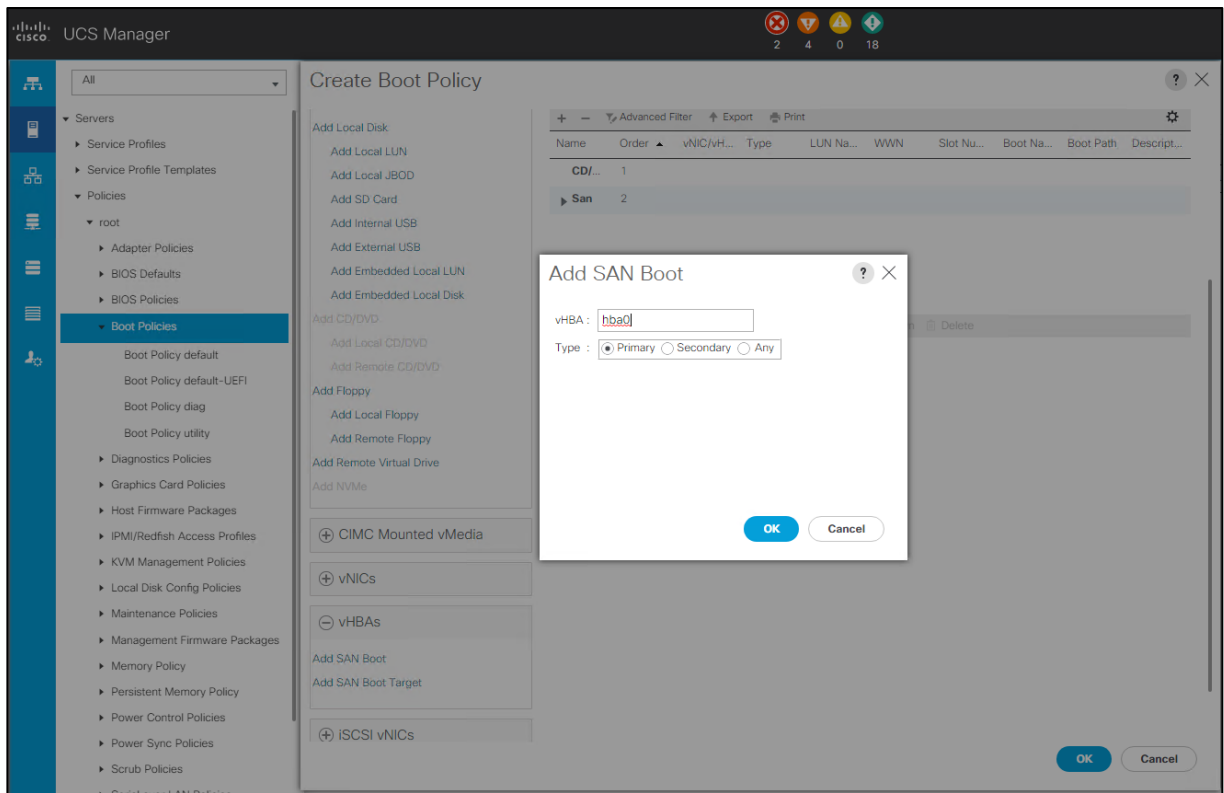 cisco. UCS Manager
2 4 0 18
All
Servers
Service Profiles
Service Profile Templates
Policies
root
Adapter Policies
BIOS Defaults
BIOS Policies
Boot Policies
Boot Policy default
Boot Policy default-UEFI
Boot Policy diag
Boot Policy utility
Diagnostics Policies
Graphics Card Policies
Host Firmware Packages
IPMI/Redfish Access Profiles
KVM Management Policies
Local Disk Config Policies
Maintenance Policies
Management Firmware Packages
Memory Policy
Persistent Memory Policy
Power Control Policies
Power Sync Policies
Scrub Policies
Create Boot Policy
?
Add Local Disk
Add Local LUN
Add Local JBOD
Add SD Card
Add Internal USB
Add External USB
Add Embedded Local LUN
Add Embedded Local Disk
Add CD/DVD
Add Local CD/DVD
Add Remote CD/DVD
Add Floppy
Add Local Floppy
Add Remote Floppy
Add Remote Virtual Drive
Add NVMe
CIMC Mounted vMedia
vNICs
vHBAs
Add SAN Boot
Add SAN Boot Target
iSCSI vNICs
+ − Advanced Filter Export Print
Name Order vNIC/vH... Type LUN Na... WWN Slot Nu... Boot Na... Boot Path Descript...
CD/... 1
San 2
Delete
Add SAN Boot
?
vHBA : hba0
Type : Primary Secondary Any
OK Cancel
OK Cancel